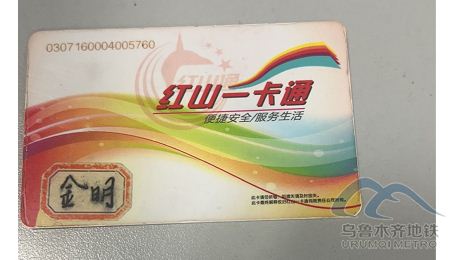 0307160004005760
红山一卡通
便捷安全/服务生活
金明
乌鲁木齐地铁
URUMQI METRO